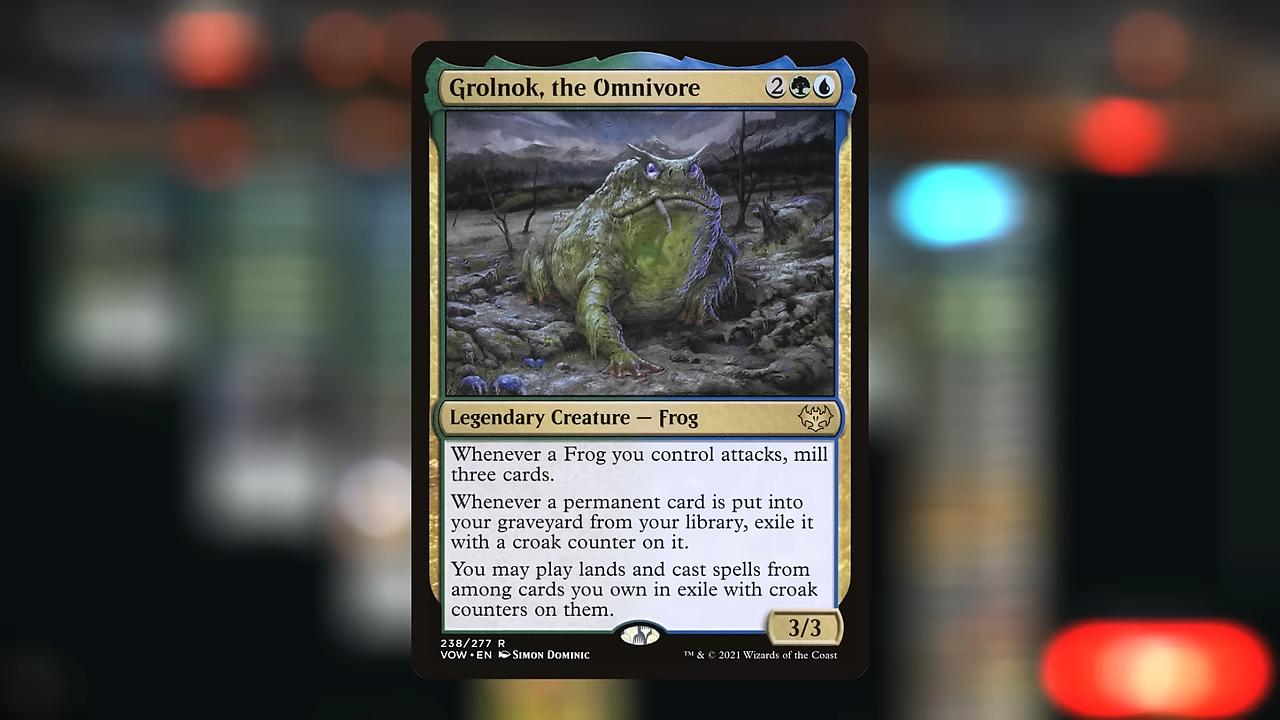 Grolnok, the Omnivore 2
Legendary Creature — Frog
Whenever a Frog you control attacks, mill
three cards.
Whenever a permanent card is put into
your graveyard from your library, exile it
with a croak counter on it.
You may play lands and cast spells from
among cards you own in exile with croak
counters on them.
3/3
238/277 R
VOW • EN Simon Dominic
™ & © 2021 Wizards of the Coast